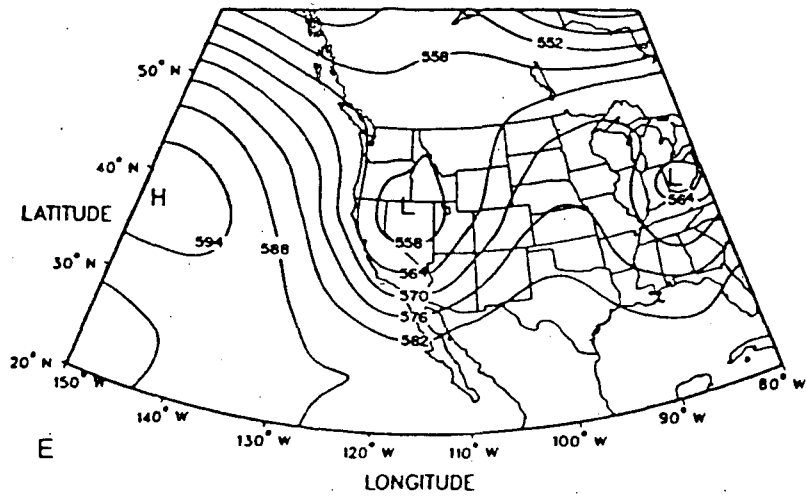 552
558
50° N
40° N
H
L
L
564
LATITUDE
594
588
558
30° N
564
570
576
582
20° N
150° W
80° W
140° W
90° W
130° W
100° W
120° W
110° W
E
LONGITUDE